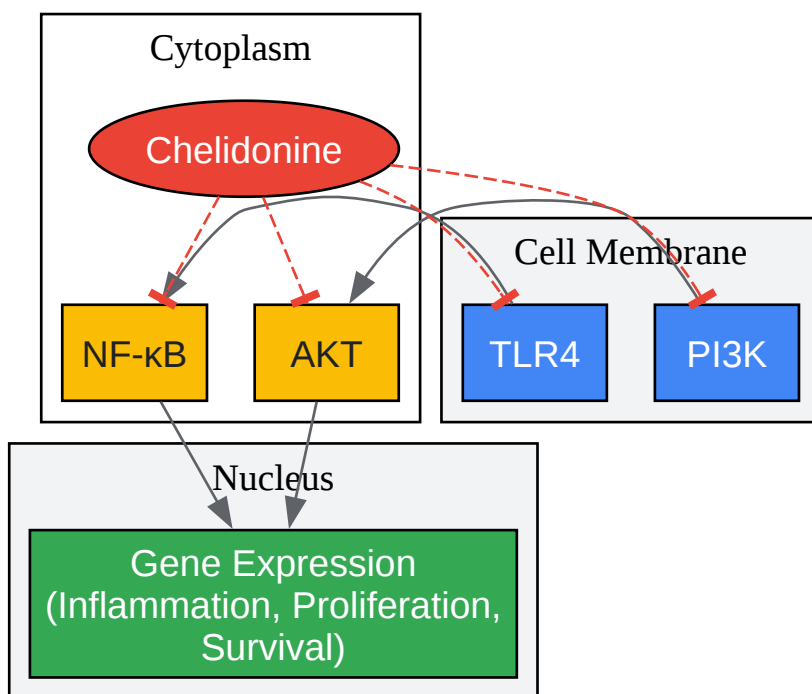 Cytoplasm
Chelidonine
Cell Membrane
NF-κB
AKT
TLR4
PI3K
Nucleus
Gene Expression
(Inflammation, Proliferation,
Survival)